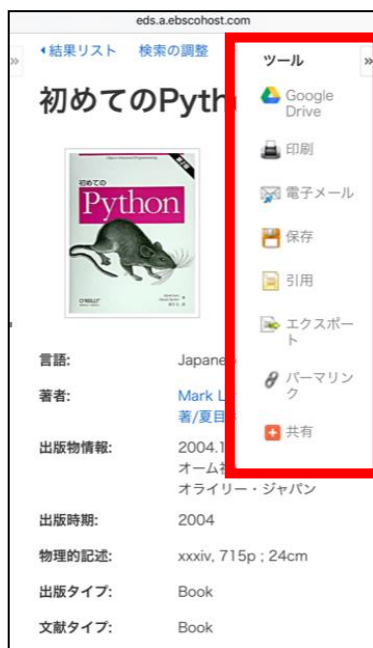 eds.a.ebscohost.com
»
結果リスト 検索の調整
ツール
»
初めてのPyth
Google
Drive
印刷
電子メール
保存
引用
エクスポー
ト
パーマリン
ク
共有
初めての
Python
O'REILLY
言語: Japane
著者: Mark L
著/夏目
出版物情報: 2004.1
オーム社
オライリー・ジャパン
出版時期: 2004
物理的記述: xxxiv, 715p ; 24cm
出版タイプ: Book
文献タイプ: Book